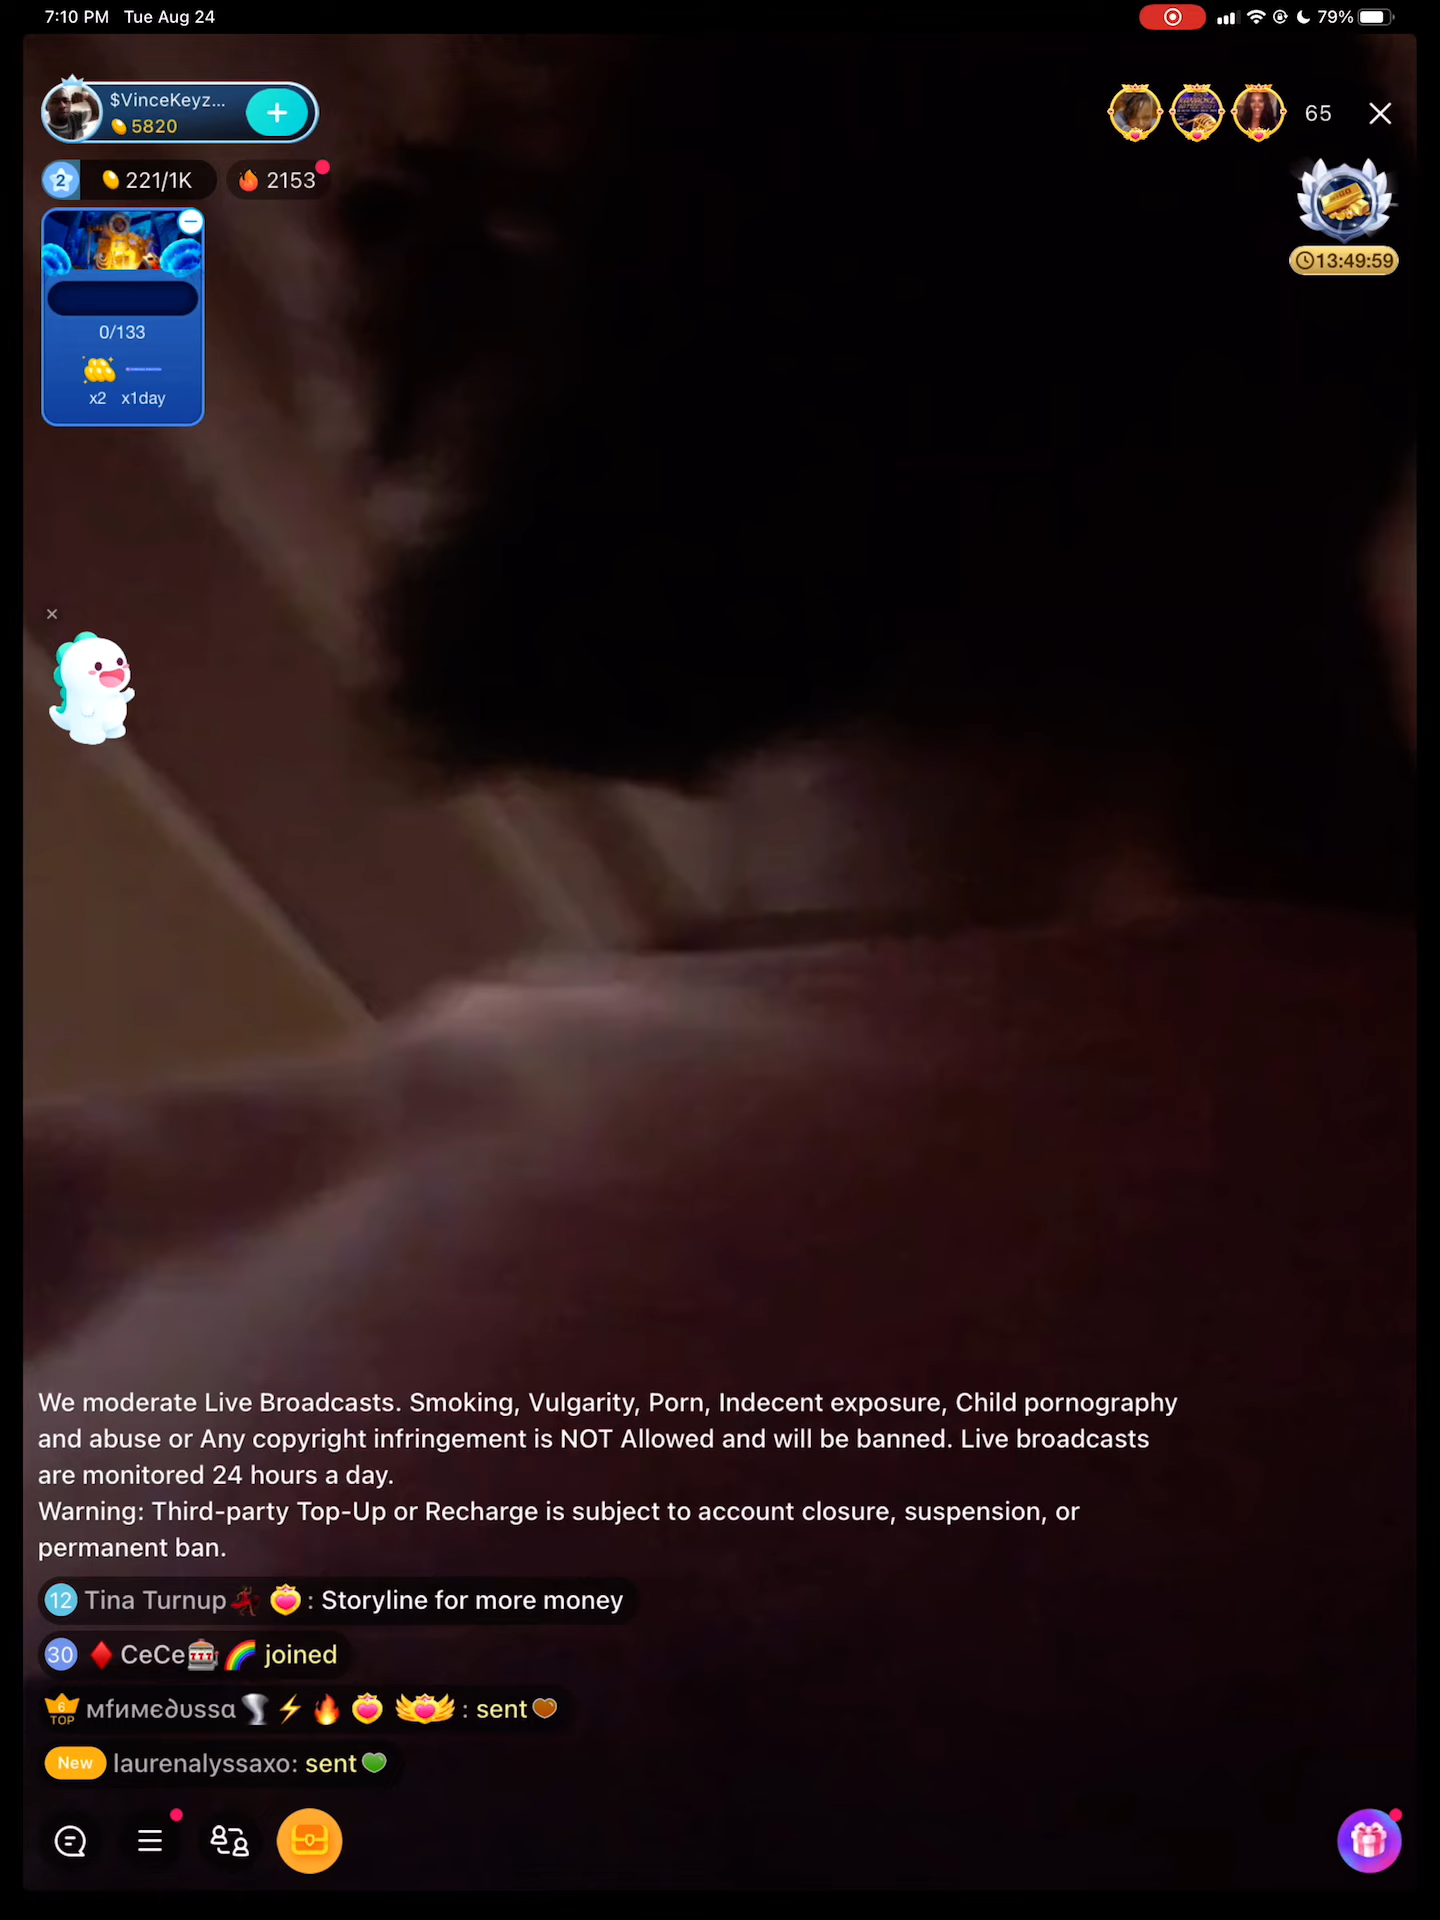 7:10 PM Tue Aug 24
79%
$VinceKeyz...
5820
65
2
221/1K
2153
13:49:59
0/133
x2 x1day
We moderate Live Broadcasts. Smoking, Vulgarity, Porn, Indecent exposure, Child pornography
and abuse or Any copyright infringement is NOT Allowed and will be banned. Live broadcasts
are monitored 24 hours a day.
Warning: Third-party Top-Up or Recharge is subject to account closure, suspension, or
permanent ban.
12 Tina Turnup💃🏿 : Storyline for more money
30 ♦️ CeCe🎰🌈 joined
6 TOP мfимє∂υѕѕα🌪️⚡🔥 : sent🤎
New laurenalyssaxo: sent💚